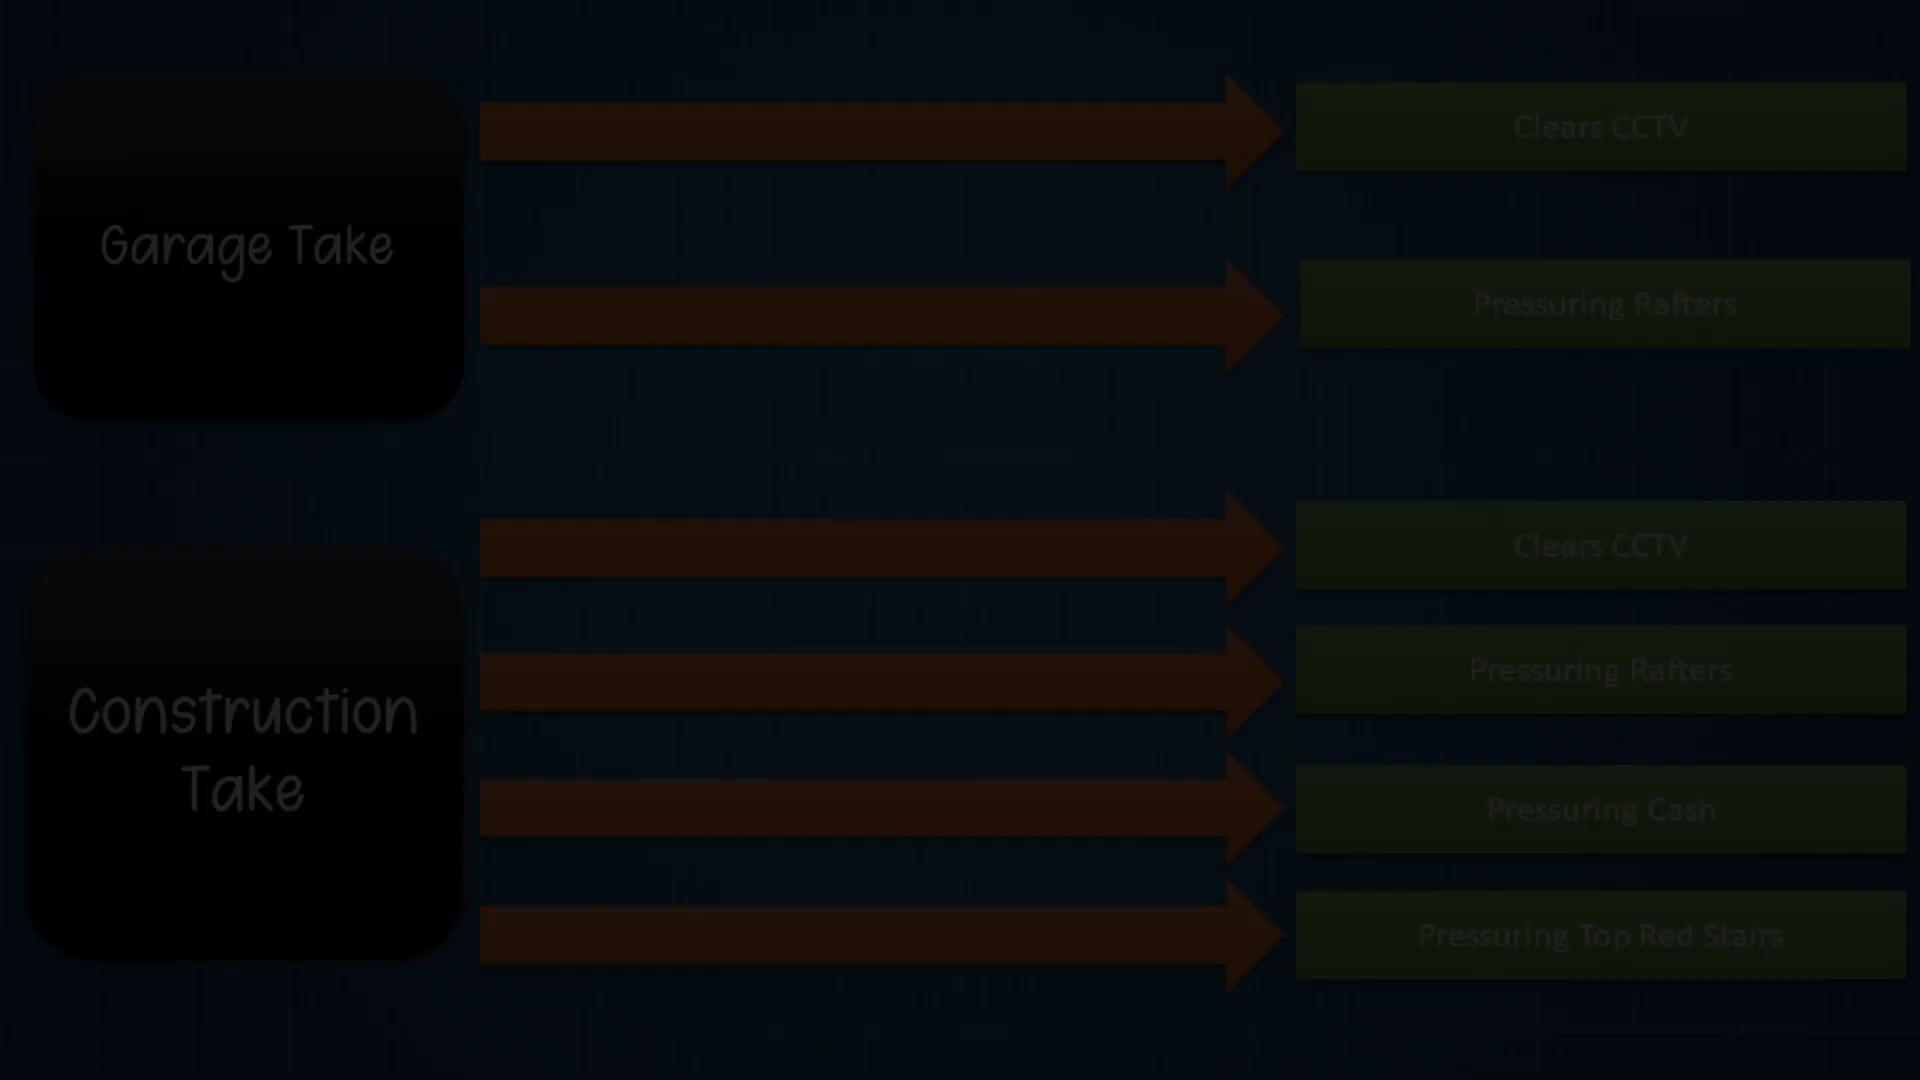 Garage Take
Clears CCTV
Pressuring Rafters
Construction
Take
Clears CCTV
Pressuring Rafters
Pressuring Cash
Pressuring Top Red Stairs